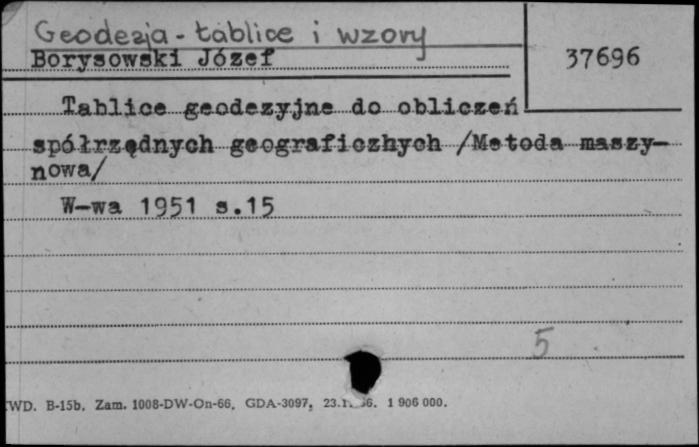 Geodezja - tablice i wzory
Borysowski Józef
37696
Tablice geodezyjne do obliczeń
spółrzędnych geograficzhych /Metoda maszy-
nowa/
W-wa 1951 s.15
5
WD. B-15b. Zam. 1008-DW-On-66. GDA-3097, 1 906 000.